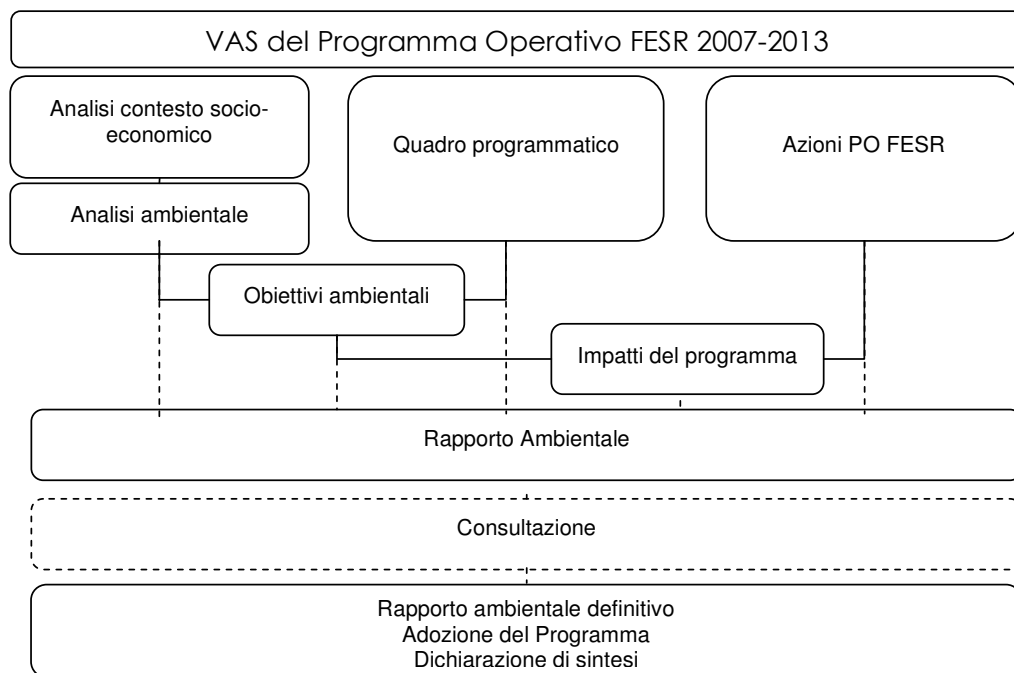 VAS del Programma Operativo FESR 2007-2013
Analisi contesto socio-
economico
Quadro programmatico
Azioni PO FESR
Analisi ambientale
Obiettivi ambientali
Impatti del programma
Rapporto Ambientale
Consultazione
Rapporto ambientale definitivo
Adozione del Programma
Dichiarazione di sintesi